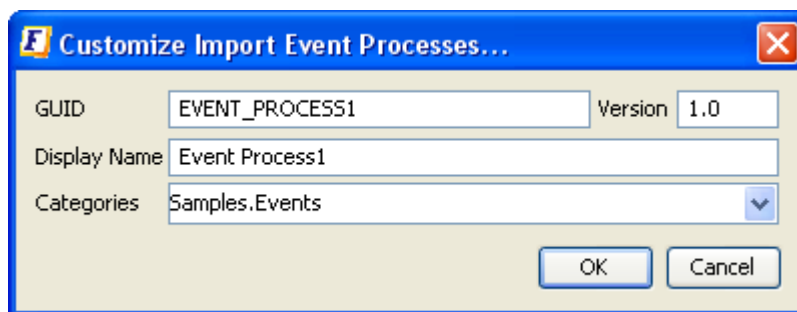 F Customize Import Event Processes...
GUID EVENT_PROCESS1 Version 1.0
Display Name Event Process1
Categories Samples.Events
OK Cancel